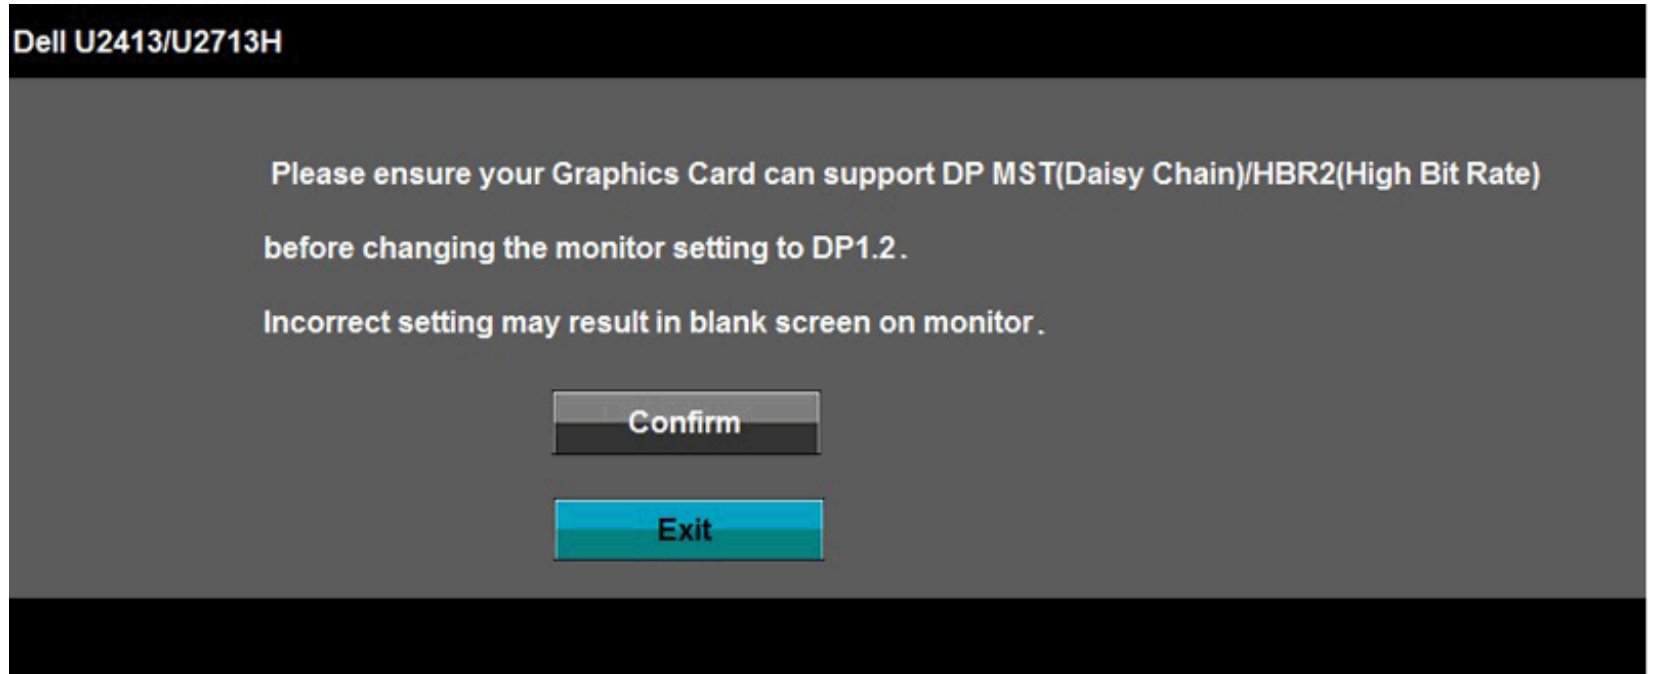 Dell U2413/U2713H
Please ensure your Graphics Card can support DP MST(Daisy Chain)/HBR2(High Bit Rate)
before changing the monitor setting to DP1.2.
Incorrect setting may result in blank screen on monitor.
Confirm
Exit